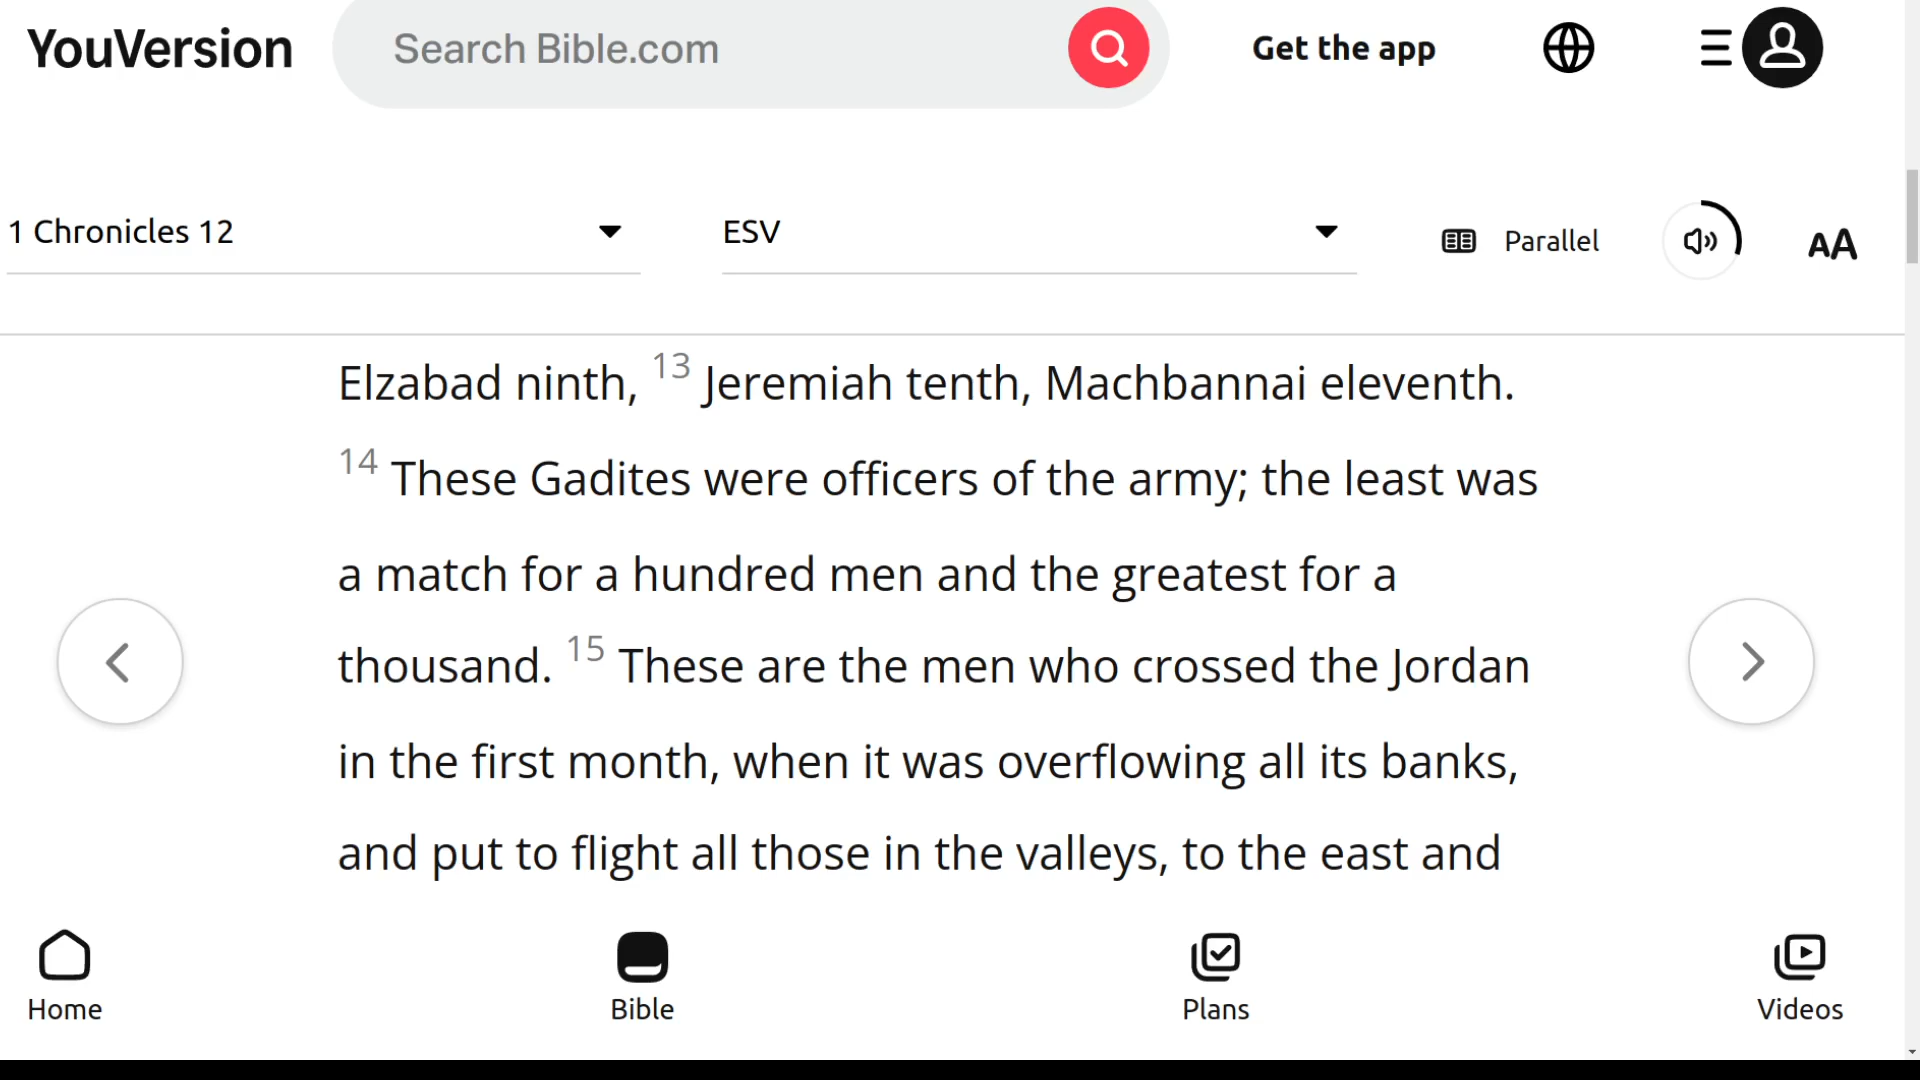 YouVersion
Search Bible.com
Get the app
1 Chronicles 12
ESV
Parallel
AA
Elzabad ninth, 13 Jeremiah tenth, Machbannai eleventh.
14 These Gadites were officers of the army; the least was
a match for a hundred men and the greatest for a
thousand. 15 These are the men who crossed the Jordan
in the first month, when it was overflowing all its banks,
and put to flight all those in the valleys, to the east and
Home
Bible
Plans
Videos